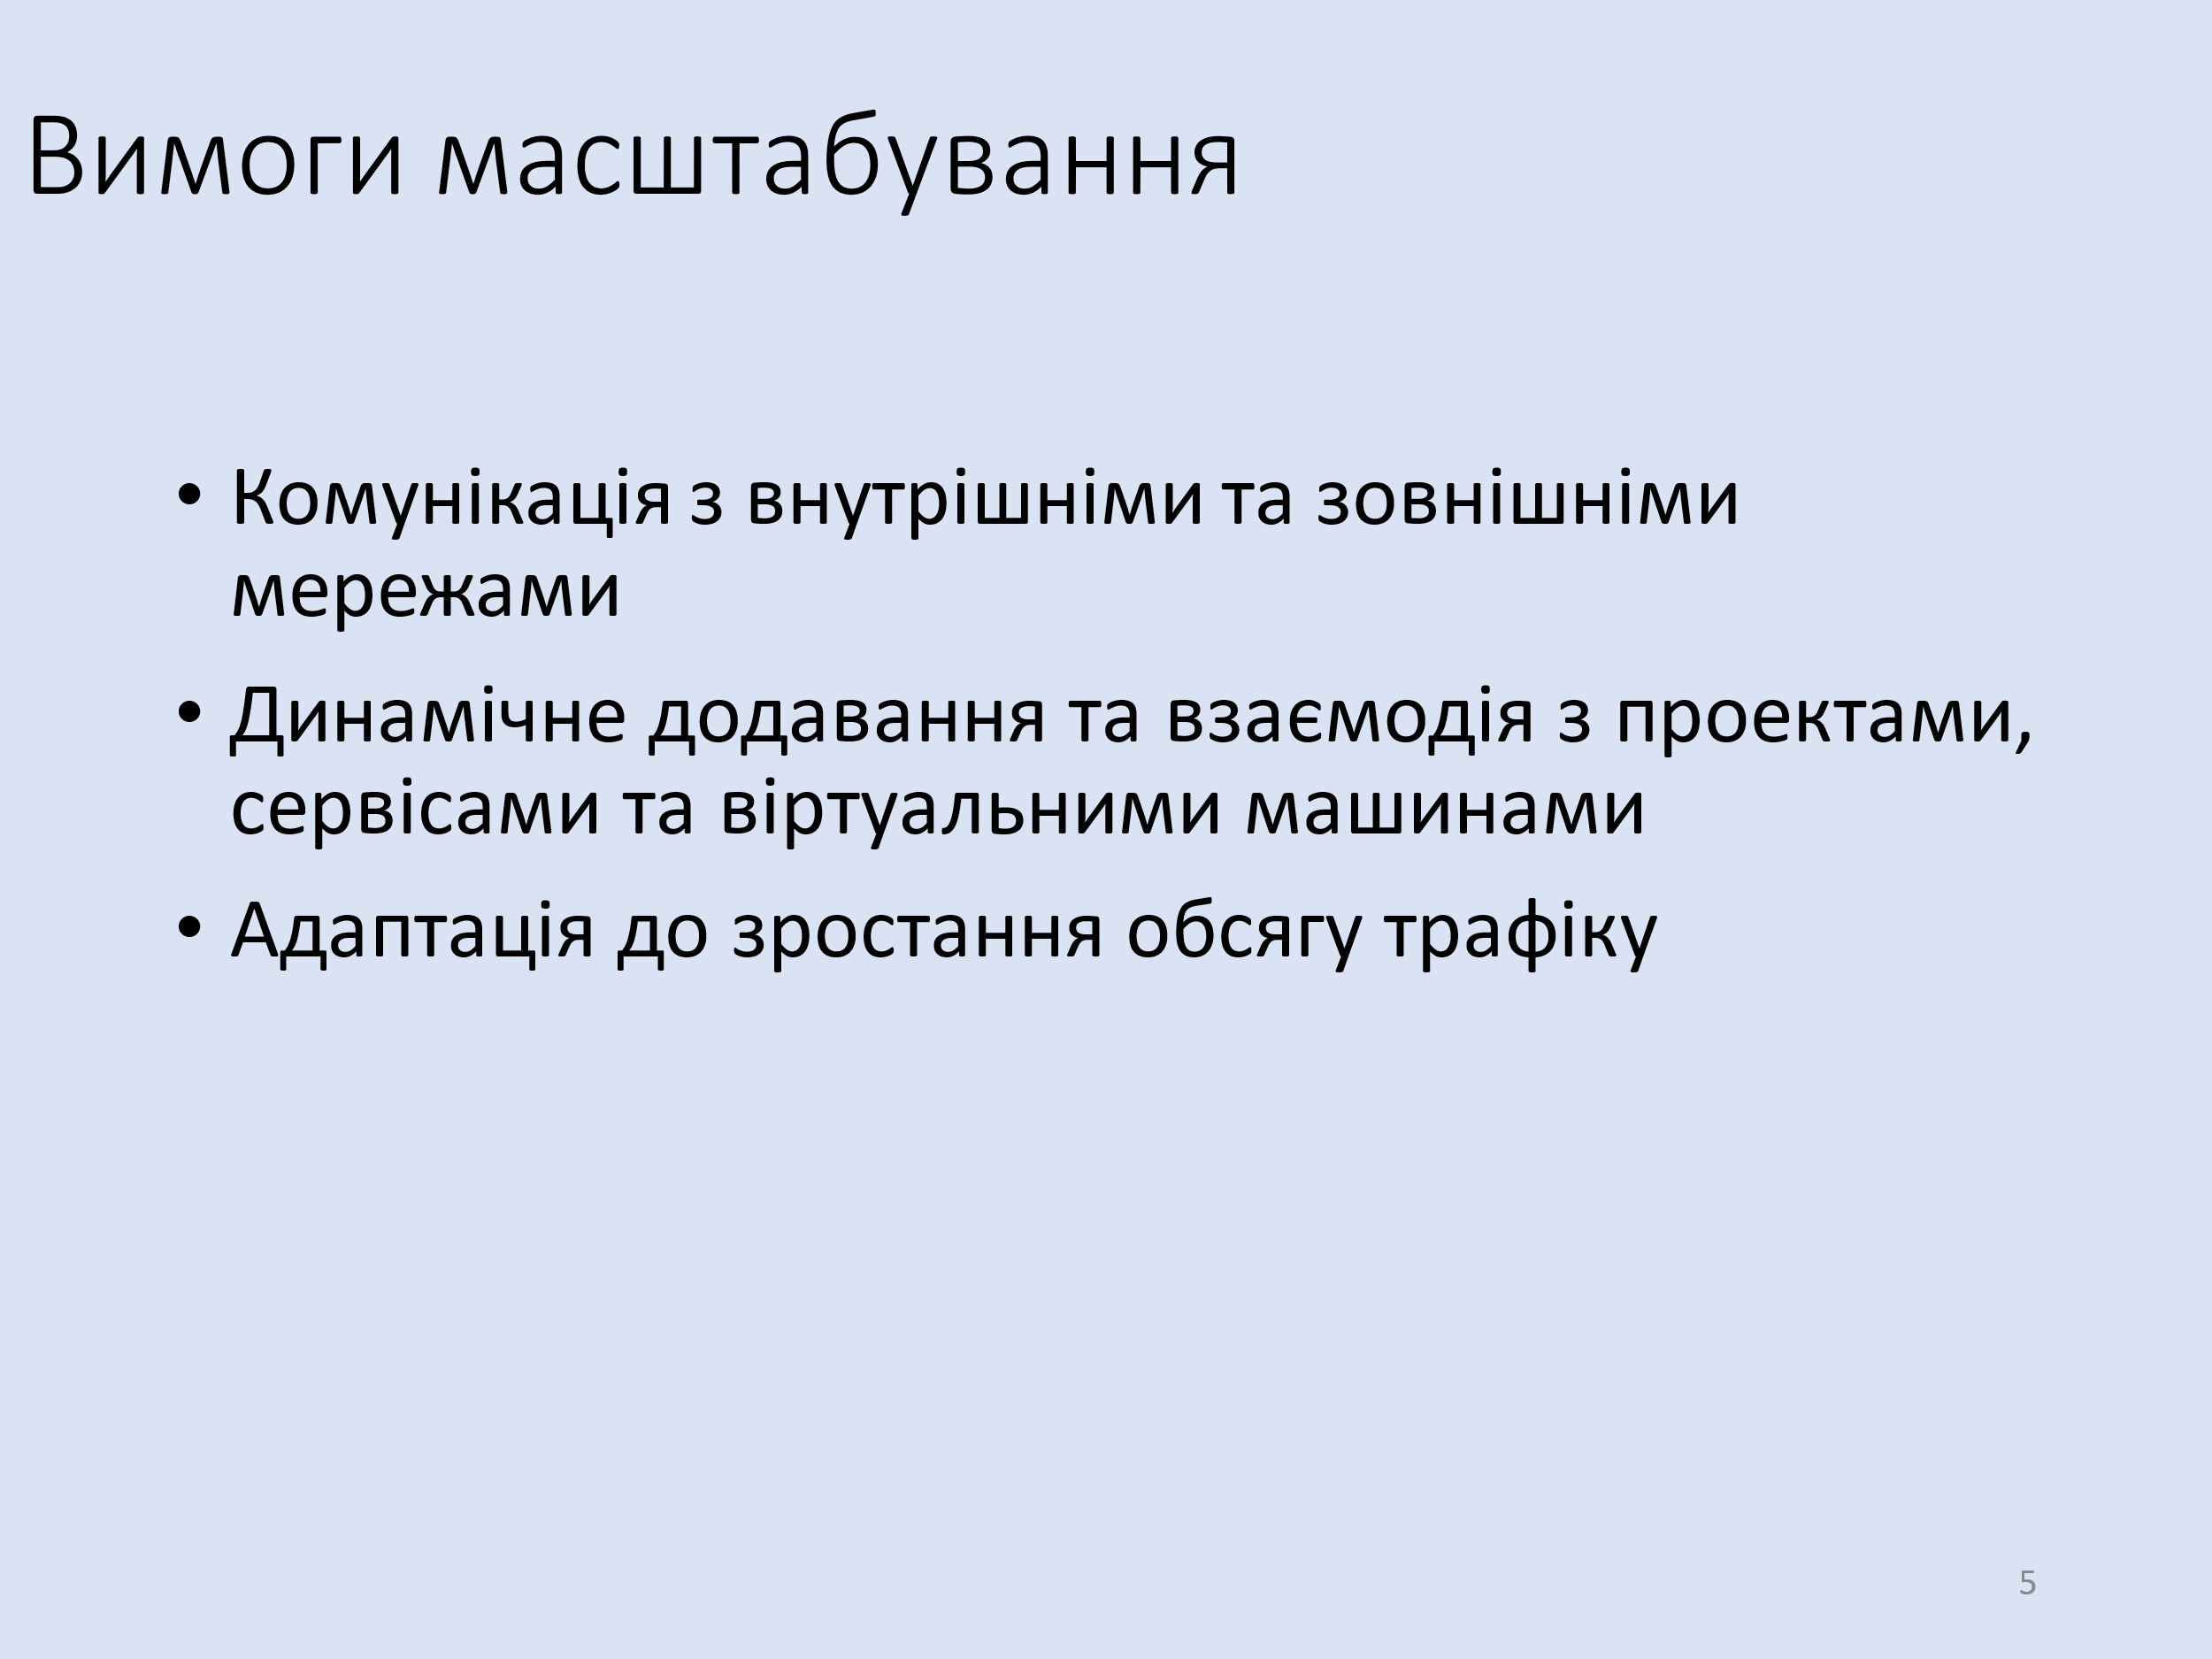 Вимоги масштабування
• Комунікація з внутрішніми та зовнішніми
мережами
• Динамічне додавання та взаємодія з проектами,
сервісами та віртуальними машинами
• Адаптація до зростання обсягу трафіку
5